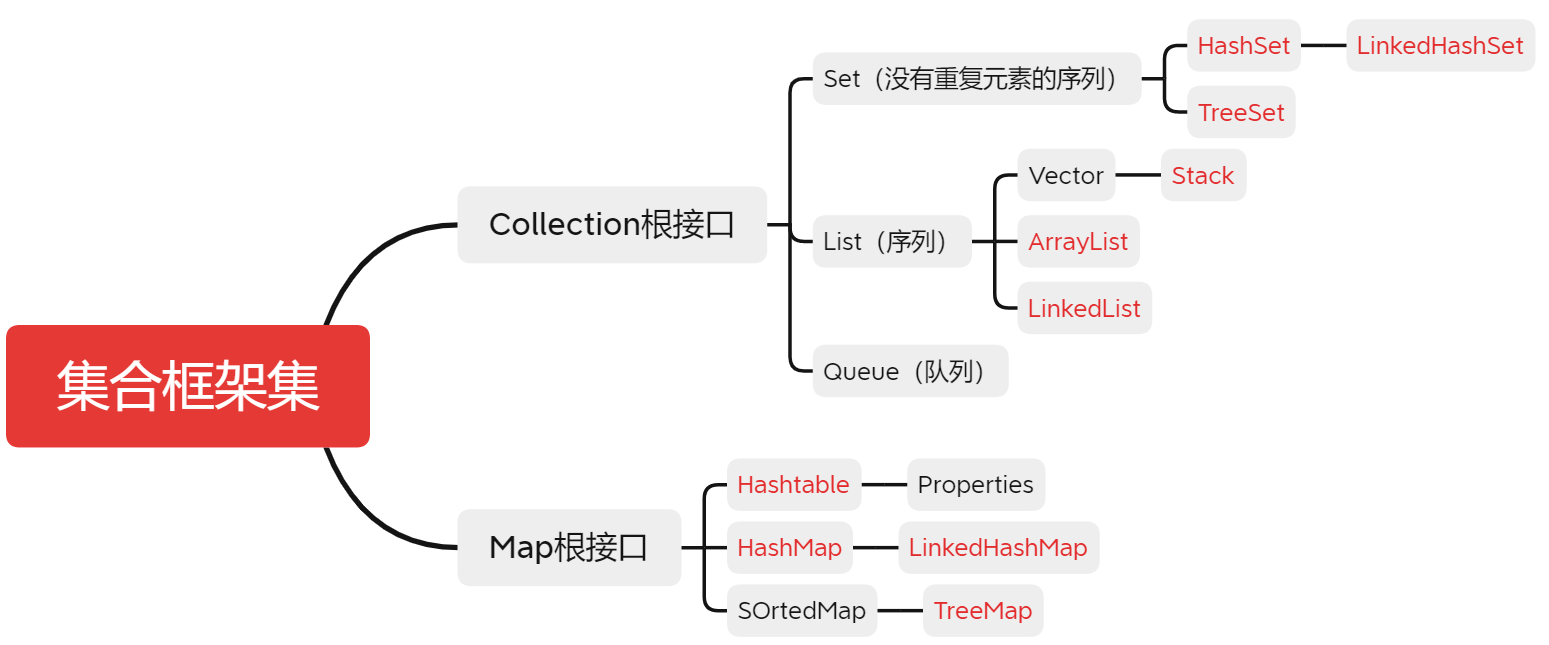 集合框架集
Collection根接口
Set（没有重复元素的序列）
HashSet
LinkedHashSet
TreeSet
List（序列）
Vector
Stack
ArrayList
LinkedList
Queue（队列）
Map根接口
Hashtable
Properties
HashMap
LinkedHashMap
SOrtedMap
TreeMap